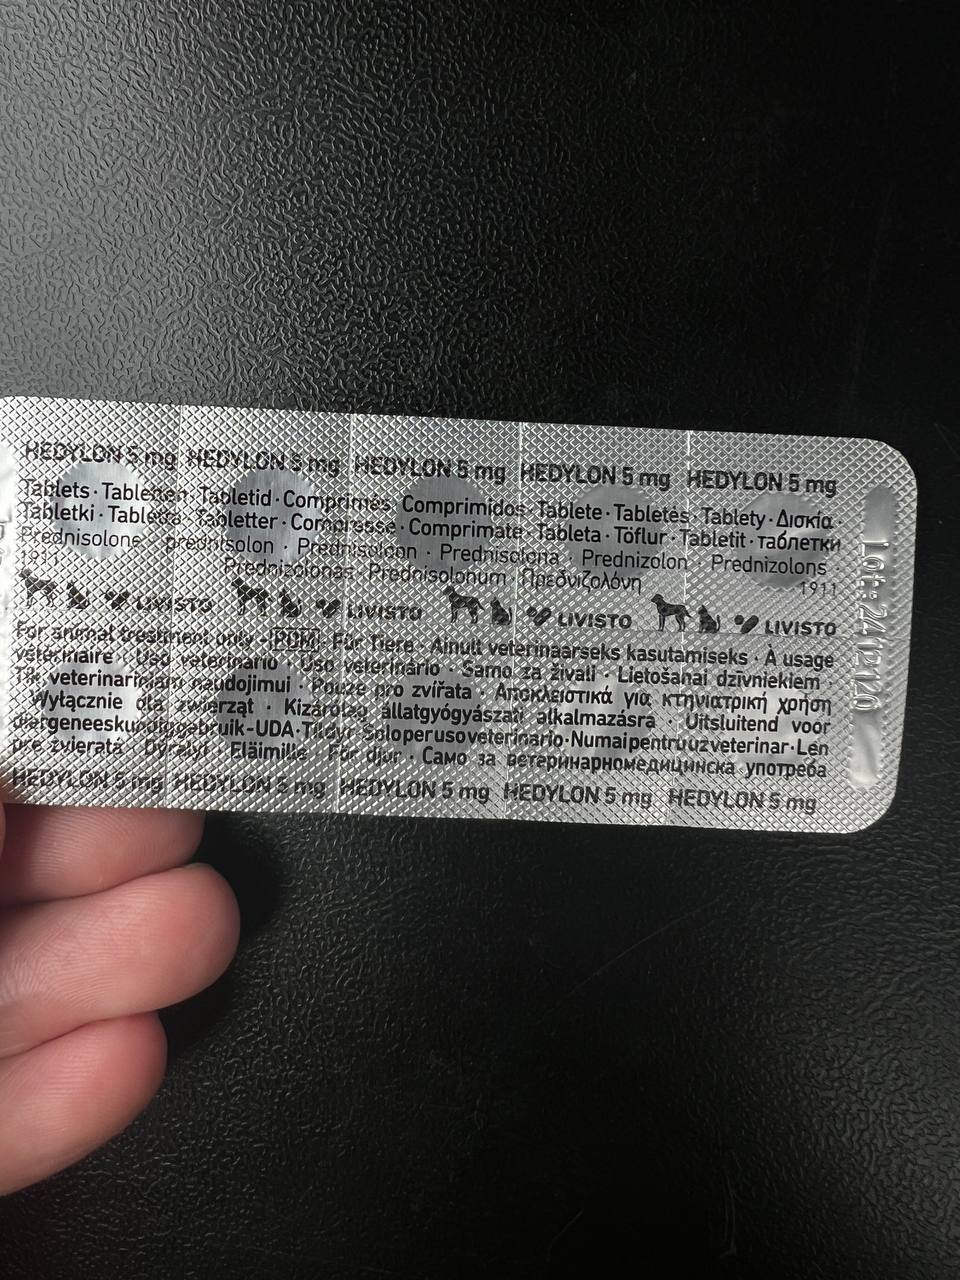 HEDYLON 5 mg HEDYLON 5 mg HEDYLON 5 mg HEDYLON 5 mg HEDYLON 5 mg
Tablets · Tabletten · Tabletid · Comprimés · Comprimidos · Tablete · Tabletės · Tablety · Δισκία ·
Tabletki · Tabletta · Tabletter · Compresse · Comprimate · Tableta · Töflur · Tabletit · таблетки
Prednisolone · prednisolon · Prednisoloon · Prednisolona · Prednizolon · Prednizolons ·
1911 Prednizolonas · Prednisolonum · Πρεδνιζολόνη 1911
LIVISTO LIVISTO LIVISTO LIVISTO
For animal treatment only - POM · Für Tiere · Ainult veterinaarseks kasutamiseks · À usage
vétérinaire · Uso veterinario · Uso veterinário · Samo za živali · Lietošanai dzīvniekiem ·
Tik veterinariniam naudojimui · Pouze pro zvířata · Αποκλειστικά για κτηνιατρική χρήση
Wyłącznie dla zwierząt · Kizárólag állatgyógyászati alkalmazásra · Uitsluitend voor
diergeneeskundig gebruik - UDA · Til dyr · Solo per uso veterinario · Numai pentru uz veterinar · Len
pre zvieratá · Dýralyf · Eläimille · För djur · Само за ветеринарномедицинска употреба
HEDYLON 5 mg HEDYLON 5 mg HEDYLON 5 mg HEDYLON 5 mg HEDYLON 5 mg
Lot.: 24/12120